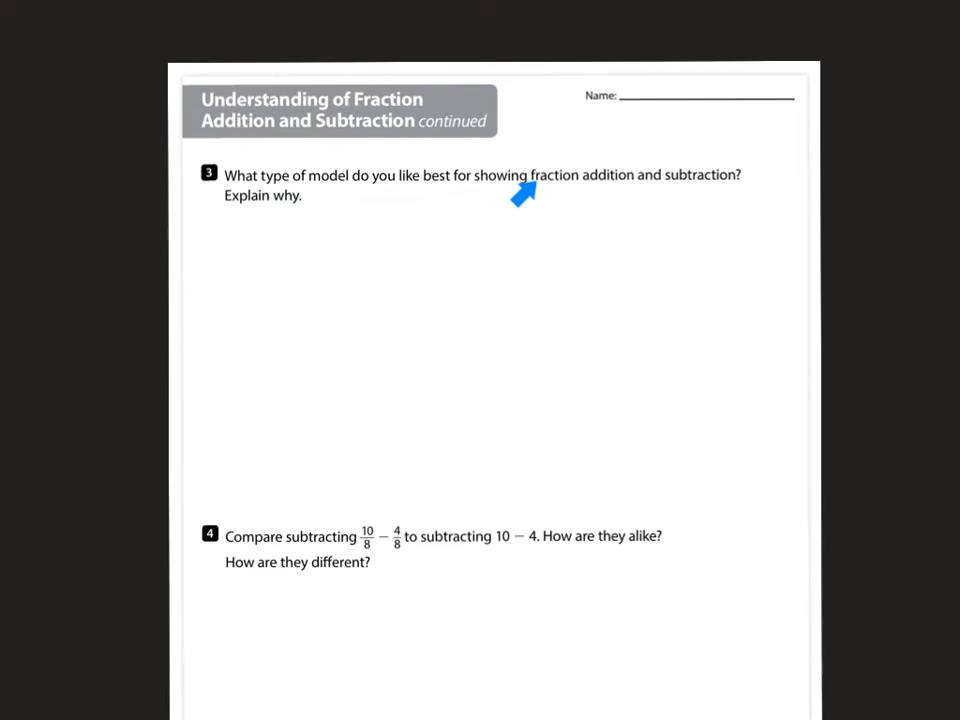 Understanding of Fraction
Addition and Subtraction continued
Name:
3 What type of model do you like best for showing fraction addition and subtraction?
Explain why.
4 Compare subtracting 10/8 − 4/8 to subtracting 10 − 4. How are they alike?
How are they different?